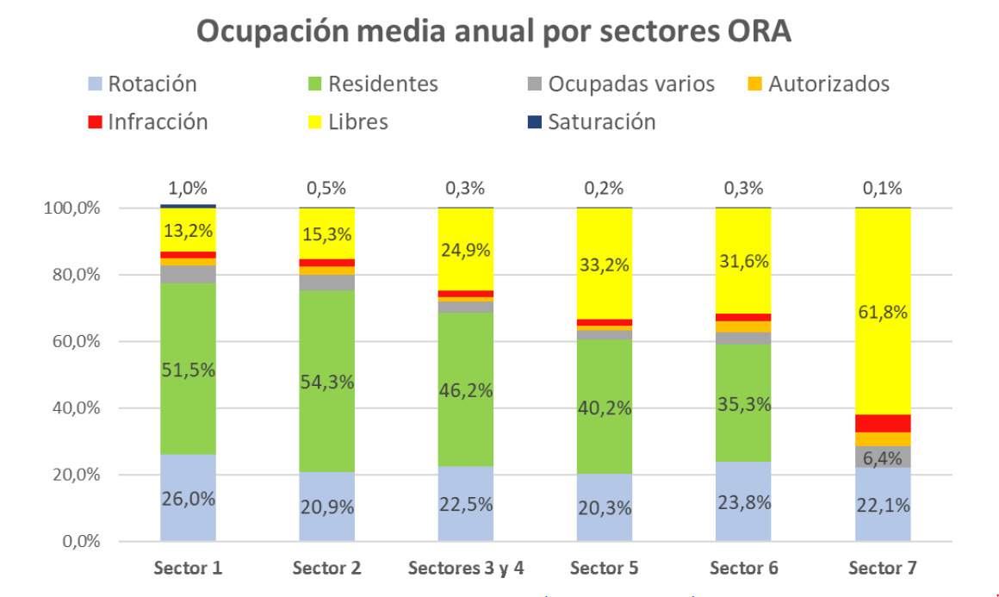 Ocupación media anual por sectores ORA
Rotación Residentes Ocupadas varios Autorizados
Infracción Libres Saturación
1,0% 0,5% 0,3% 0,2% 0,3% 0,1%
100,0%
13,2% 15,3% 24,9% 33,2% 31,6% 61,8%
80,0%
60,0%
51,5% 54,3% 46,2% 40,2% 35,3% 6,4%
40,0%
20,0%
26,0% 20,9% 22,5% 20,3% 23,8% 22,1%
0,0%
Sector 1 Sector 2 Sectores 3 y 4 Sector 5 Sector 6 Sector 7